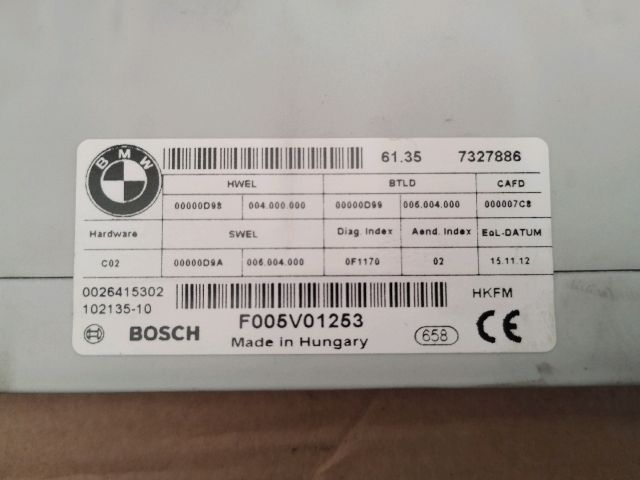 BMW
61.35 7327886
HWEL BTLD CAFD
00000D98 004.000.000 00000D99 006.004.000 000007C8
Hardware SWEL Diag. Index Aend. Index EoL-DATUM
C02 00000D9A 006.004.000 0F1170 02 15.11.12
0026415302 HKFM
102135-10
BOSCH F005V01253 658 CE
Made in Hungary